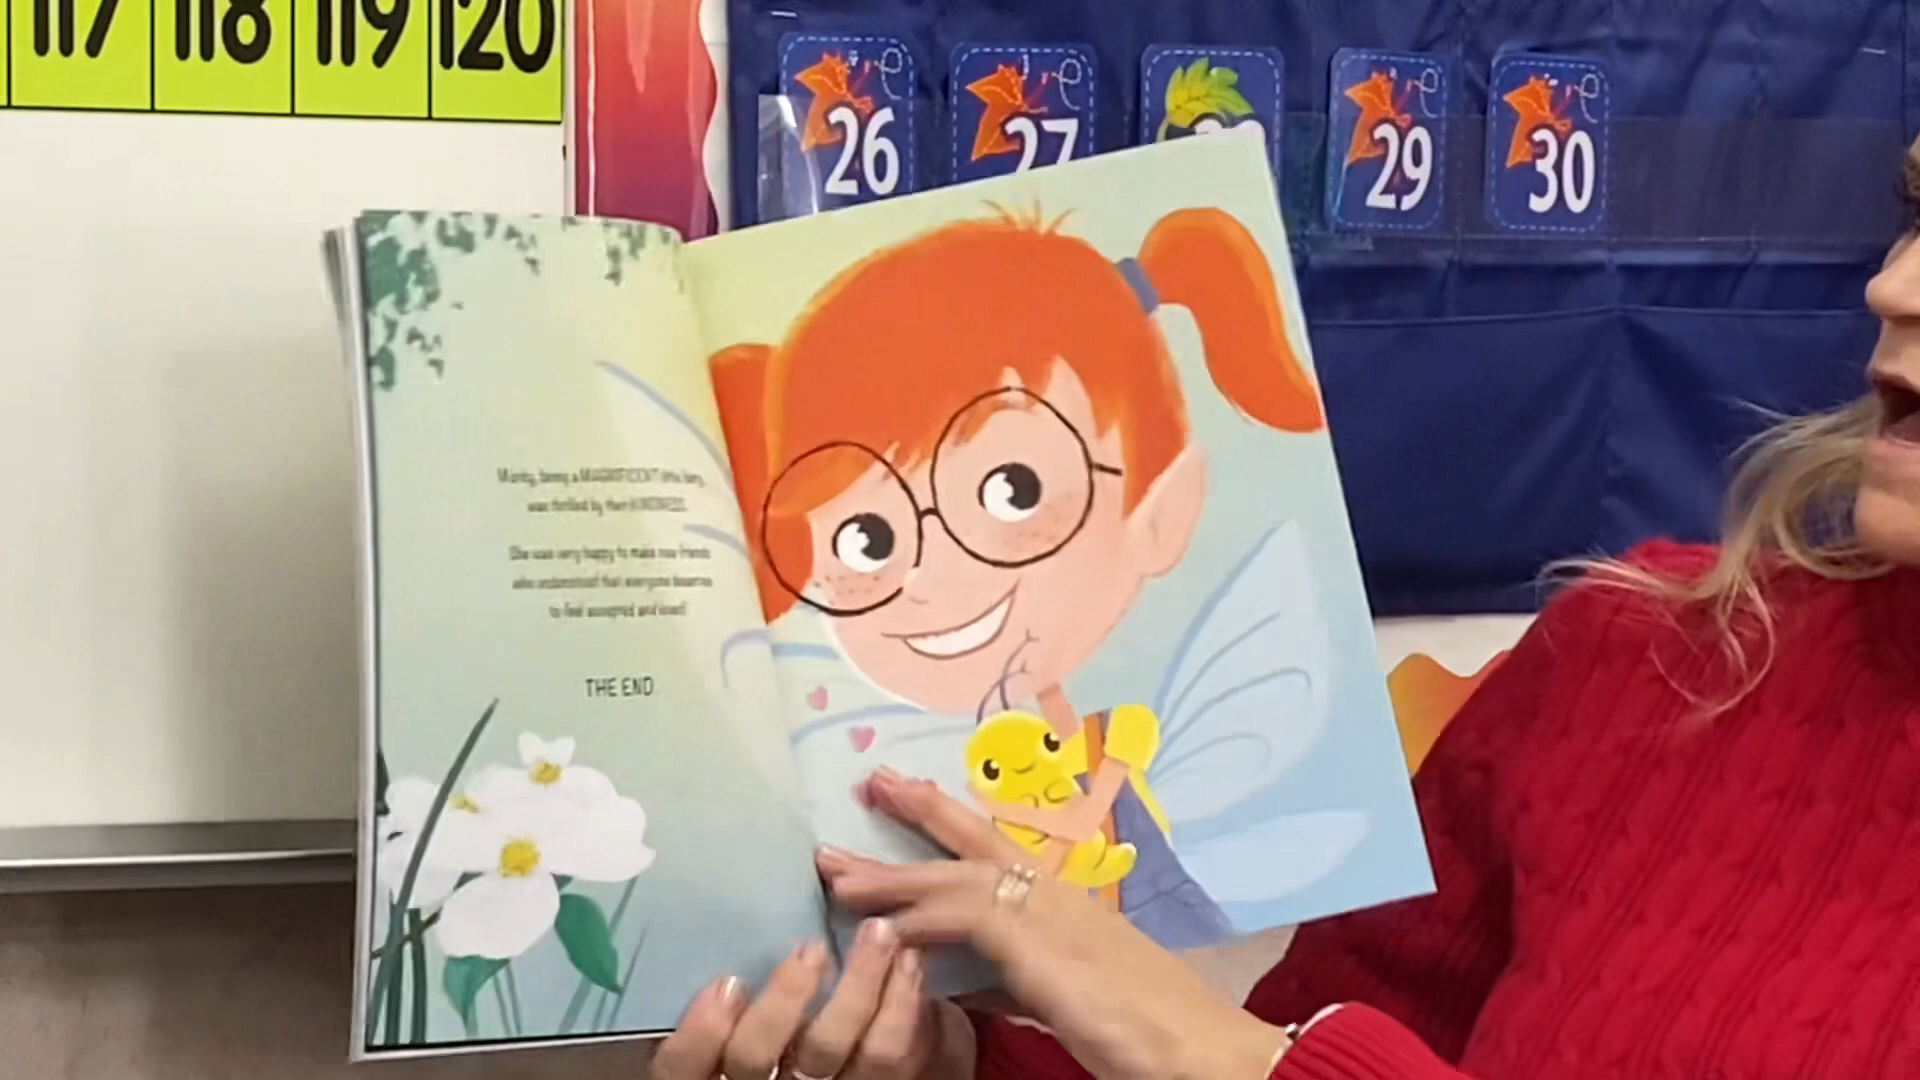 117 118 119 120
26 27 29 30
being a MAGNIFICENT little fairy,
was thrilled by their KINDNESS.
She was very happy to make new friends
who understood that everyone deserves
to feel accepted and loved!
THE END.